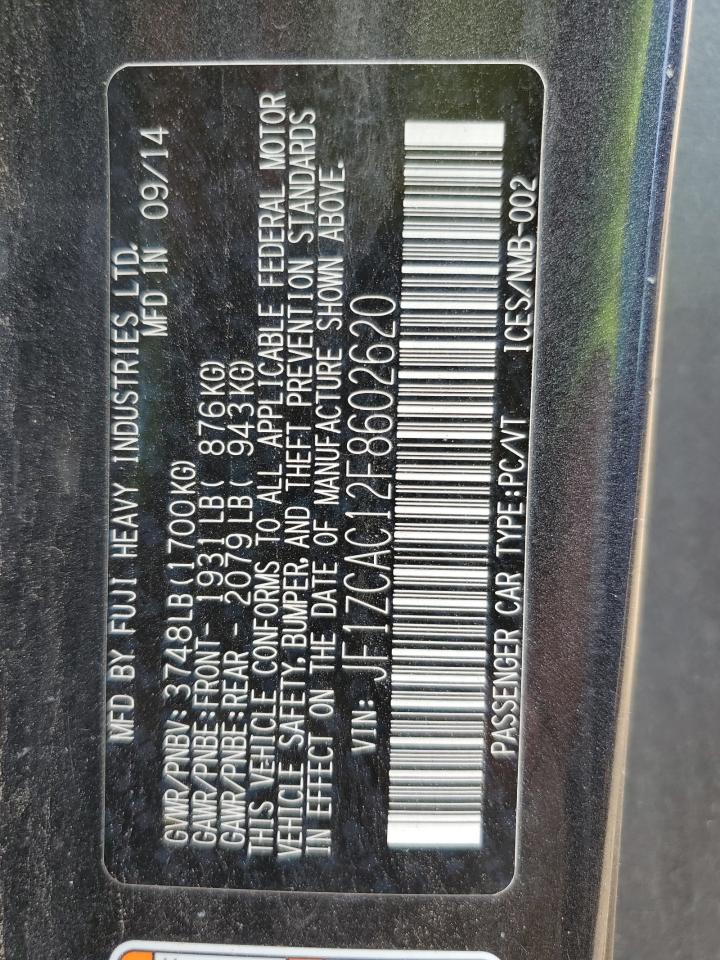 MFD BY FUJI HEAVY INDUSTRIES LTD.
MFD IN 09/14
GVWR/PNBV: 3748LB(1700KG)
GAWR/PNBE:FRONT- 1931LB( 876KG)
GAWR/PNBE:REAR - 2079LB( 943KG)
THIS VEHICLE CONFORMS TO ALL APPLICABLE FEDERAL MOTOR
VEHICLE SAFETY, BUMPER, AND THEFT PREVENTION STANDARDS
IN EFFECT ON THE DATE OF MANUFACTURE SHOWN ABOVE.
VIN: JF1ZCAC12F8602620
PASSENGER CAR TYPE:PC/VT ICES/NMB-002